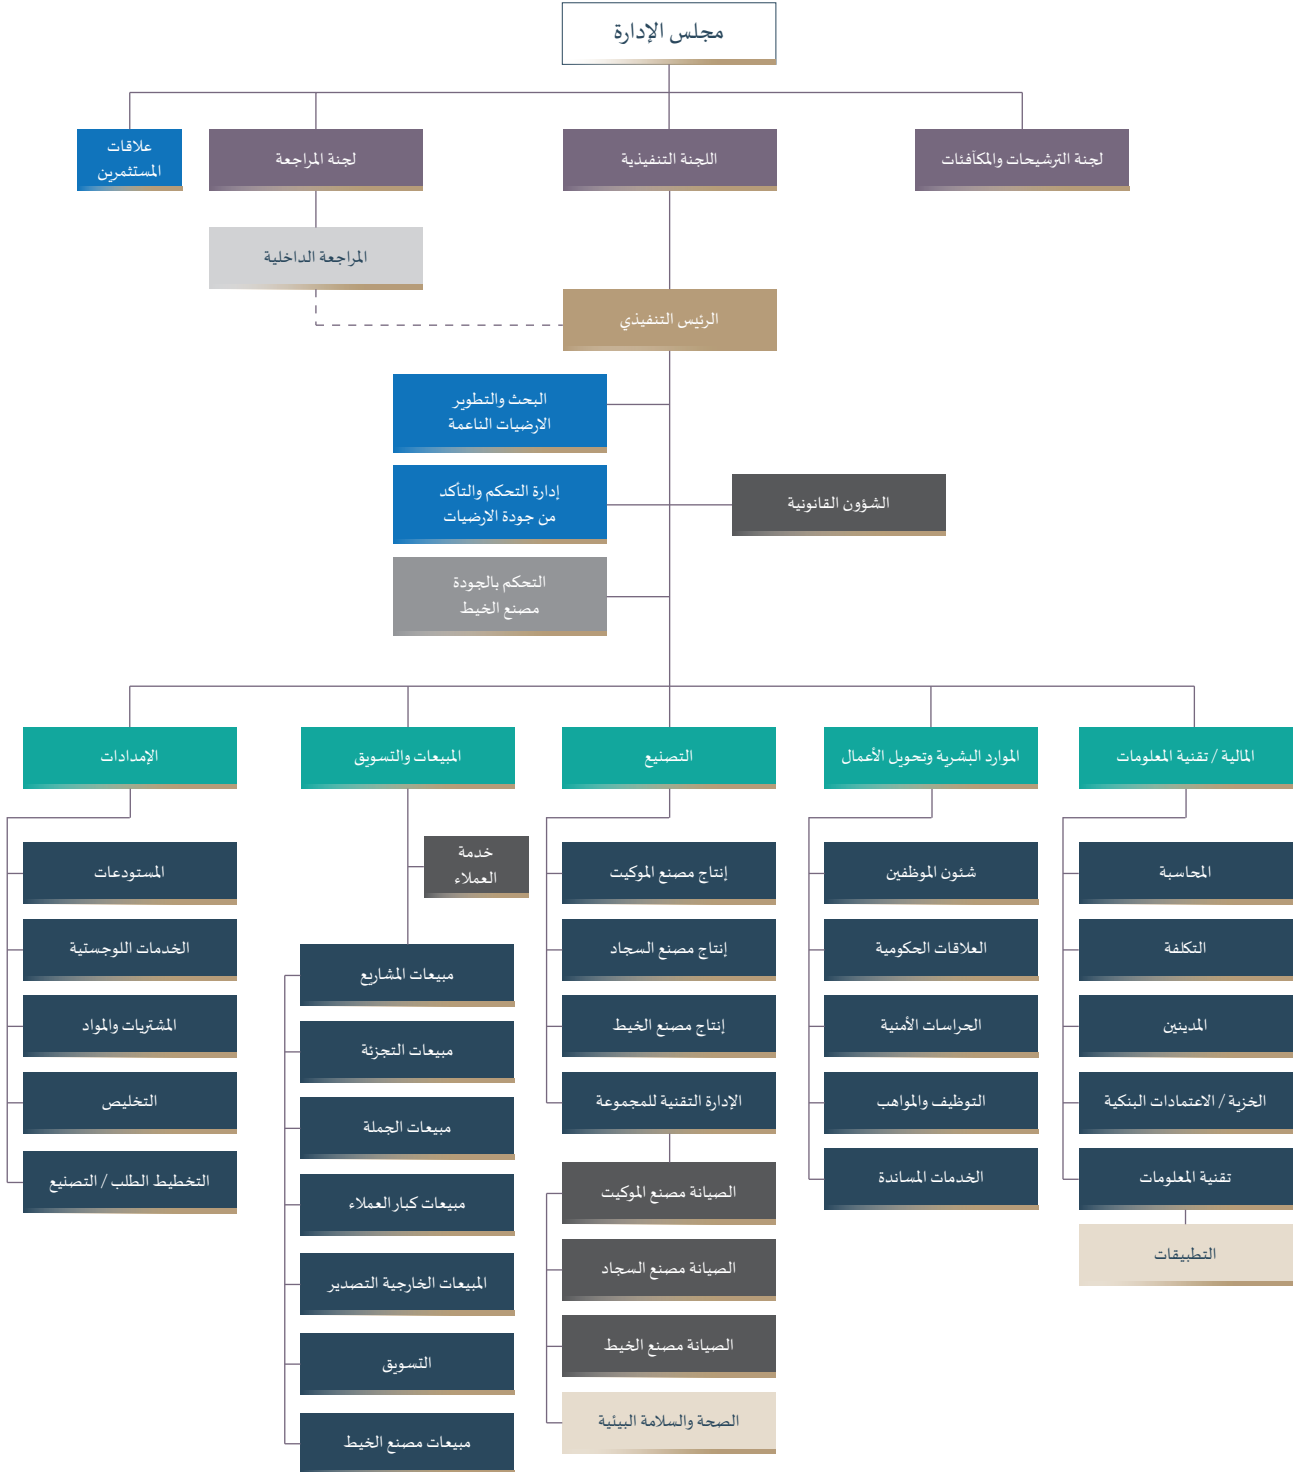 مجلس الإدارة
لجنة الترشيحات والمكآفئات
اللجنة التنفيذية
لجنة المراجعة
علاقات
المستثمرين
المراجعة الداخلية
الرئيس التنفيذي
البحث والتطوير
الارضيات الناعمة
إدارة التحكم والتأكد
من جودة الارضيات
الشؤون القانونية
التحكم بالجودة
مصنع الخيط
المالية / تقنية المعلومات
الموارد البشرية وتحويل الأعمال
التصنيع
المبيعات والتسويق
الإمدادات
المحاسبة
التكلفة
المدينين
الخزية / الاعتمادات البنكية
تقنية المعلومات
التطبيقات
شئون الموظفين
العلاقات الحكومية
الحراسات الأمنية
التوظيف والمواهب
الخدمات المساندة
إنتاج مصنع الموكيت
إنتاج مصنع السجاد
إنتاج مصنع الخيط
الإدارة التقنية للمجموعة
الصيانة مصنع الموكيت
الصيانة مصنع السجاد
الصيانة مصنع الخيط
الصحة والسلامة البيئية
خدمة
العملاء
مبيعات المشاريع
مبيعات التجزئة
مبيعات الجملة
مبيعات كبار العملاء
المبيعات الخارجية التصدير
التسويق
مبيعات مصنع الخيط
المستودعات
الخدمات اللوجستية
المشتريات والمواد
التخليص
التخطيط الطلب / التصنيع